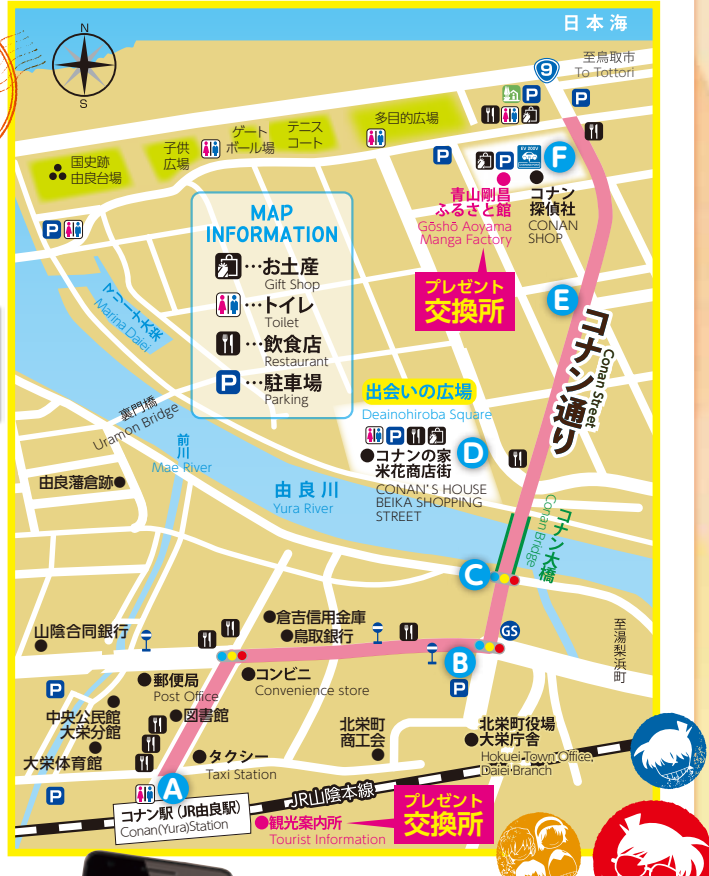 日本海
N
S
9
至鳥取市
To Tottori
P
P
多目的広場
テニス
コート
ゲート
ボール場
子供
広場
国史跡
由良台場
P
P
EV 200V
F
青山剛昌
ふるさと館
Gōshō Aoyama
Manga Factory
コナン
探偵社
CONAN
SHOP
P
MAP
INFORMATION
…お土産
Gift Shop
…トイレ
Toilet
…飲食店
Restaurant
P…駐車場
Parking
プレゼント
交換所
E
コナン通り
Conan Street
マリーナ大栄
Marina Daiei
裏門橋
Uramon Bridge
前川
Mae River
出会いの広場
Deainohiroba Square
P
D
コナンの家
米花商店街
CONAN'S HOUSE
BEIKA SHOPPING
STREET
由良藩倉跡
由良川
Yura River
コナン大橋
Conan Bridge
C
倉吉信用金庫
鳥取銀行
山陰合同銀行
GS
至湯梨浜町
B
P
郵便局
Post Office
コンビニ
Convenience store
P
中央公民館
大栄分館
図書館
北栄町
商工会
北栄町役場
大栄庁舎
Hokuei Town Office,
Daiei Branch
大栄体育館
タクシー
Taxi Station
P
A
JR山陰本線
コナン駅(JR由良駅)
Conan(Yura)Station
観光案内所
Tourist Information
プレゼント
交換所